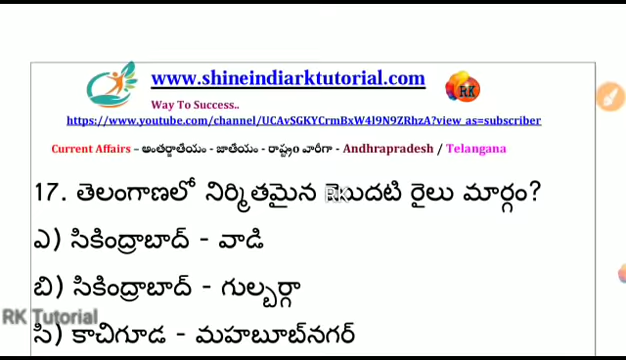 www.shineindiarktutorial.com
RK
Way To Success..
https://www.youtube.com/channel/UCAvSGKYCrmBxW4l9N9ZRhzA?view_as=subscriber
Current Affairs – అంతర్జాతీయం - జాతీయం - రాష్ట్రం వారీగా - Andhrapradesh / Telangana
17. తెలంగాణలో నిర్మితమైన మొదటి రైలు మార్గం?
RK
ఎ) సికింద్రాబాద్ - వాడి
బి) సికింద్రాబాద్ - గుల్బర్గా
RK Tutorial
సి) కాచిగూడ - మహబూబ్‌నగర్